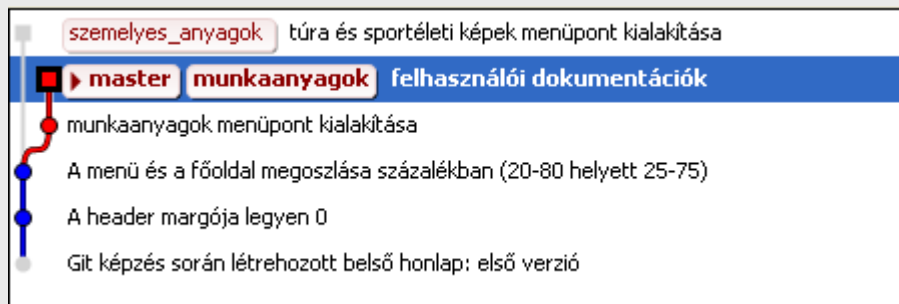 szemelyes_anyagok túra és sportéleti képek menüpont kialakítása
master munkaanyagok felhasználói dokumentációk
munkaanyagok menüpont kialakítása
A menü és a főoldal megoszlása százalékban (20-80 helyett 25-75)
A header margója legyen 0
Git képzés során létrehozott belső honlap: első verzió